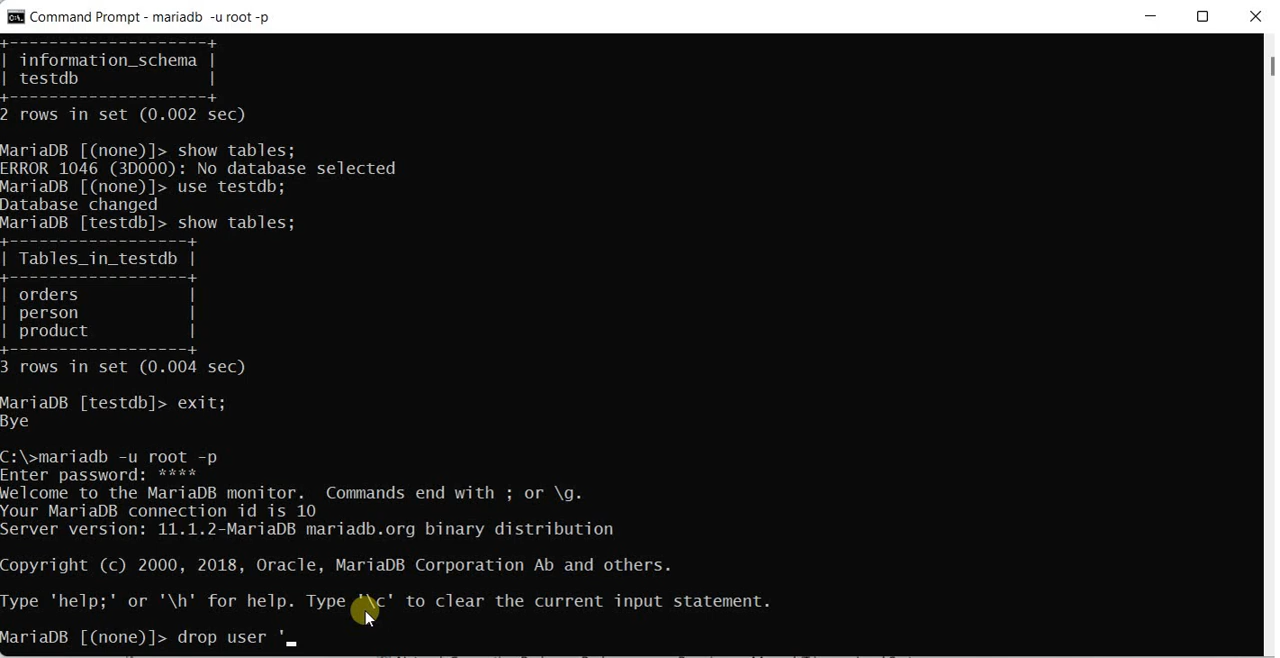 Command Prompt - mariadb -u root -p
+--------------------+
| information_schema |
| testdb             |
+--------------------+
2 rows in set (0.002 sec)
MariaDB [(none)]> show tables;
ERROR 1046 (3D000): No database selected
MariaDB [(none)]> use testdb;
Database changed
MariaDB [testdb]> show tables;
+------------------+
| Tables_in_testdb |
+------------------+
| orders           |
| person           |
| product          |
+------------------+
3 rows in set (0.004 sec)
MariaDB [testdb]> exit;
Bye
C:\>mariadb -u root -p
Enter password: ****
Welcome to the MariaDB monitor.  Commands end with ; or \g.
Your MariaDB connection id is 10
Server version: 11.1.2-MariaDB mariadb.org binary distribution
Copyright (c) 2000, 2018, Oracle, MariaDB Corporation Ab and others.
Type 'help;' or '\h' for help. Type '\c' to clear the current input statement.
MariaDB [(none)]> drop user '_